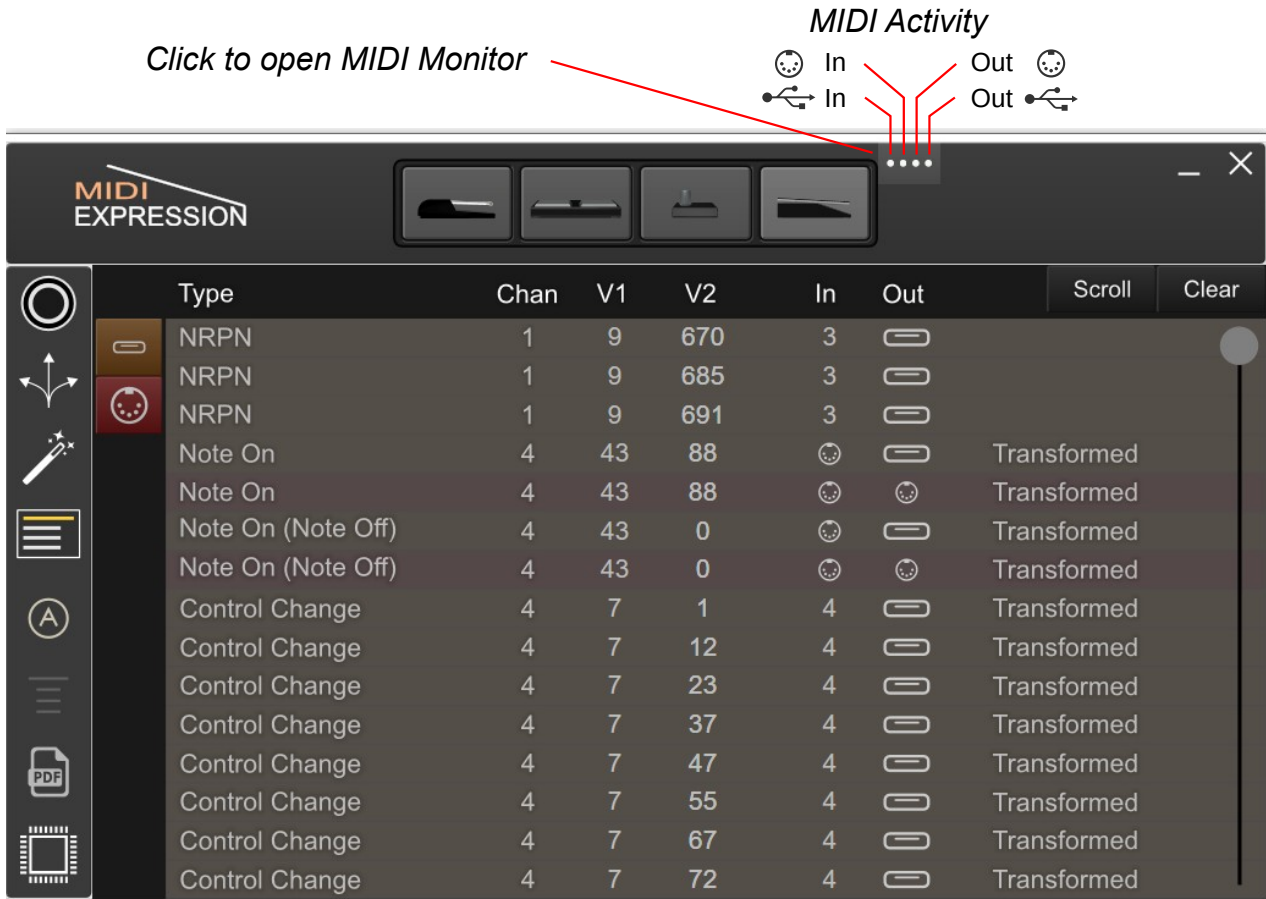 MIDI Activity
Click to open MIDI Monitor
In Out
In Out
MIDI
EXPRESSION
Type Chan V1 V2 In Out Scroll Clear
NRPN 1 9 670 3
NRPN 1 9 685 3
NRPN 1 9 691 3
Note On 4 43 88 Transformed
Note On 4 43 88 Transformed
Note On (Note Off) 4 43 0 Transformed
Note On (Note Off) 4 43 0 Transformed
Control Change 4 7 1 4 Transformed
Control Change 4 7 12 4 Transformed
Control Change 4 7 23 4 Transformed
Control Change 4 7 37 4 Transformed
Control Change 4 7 47 4 Transformed
Control Change 4 7 55 4 Transformed
Control Change 4 7 67 4 Transformed
Control Change 4 7 72 4 Transformed
A
PDF